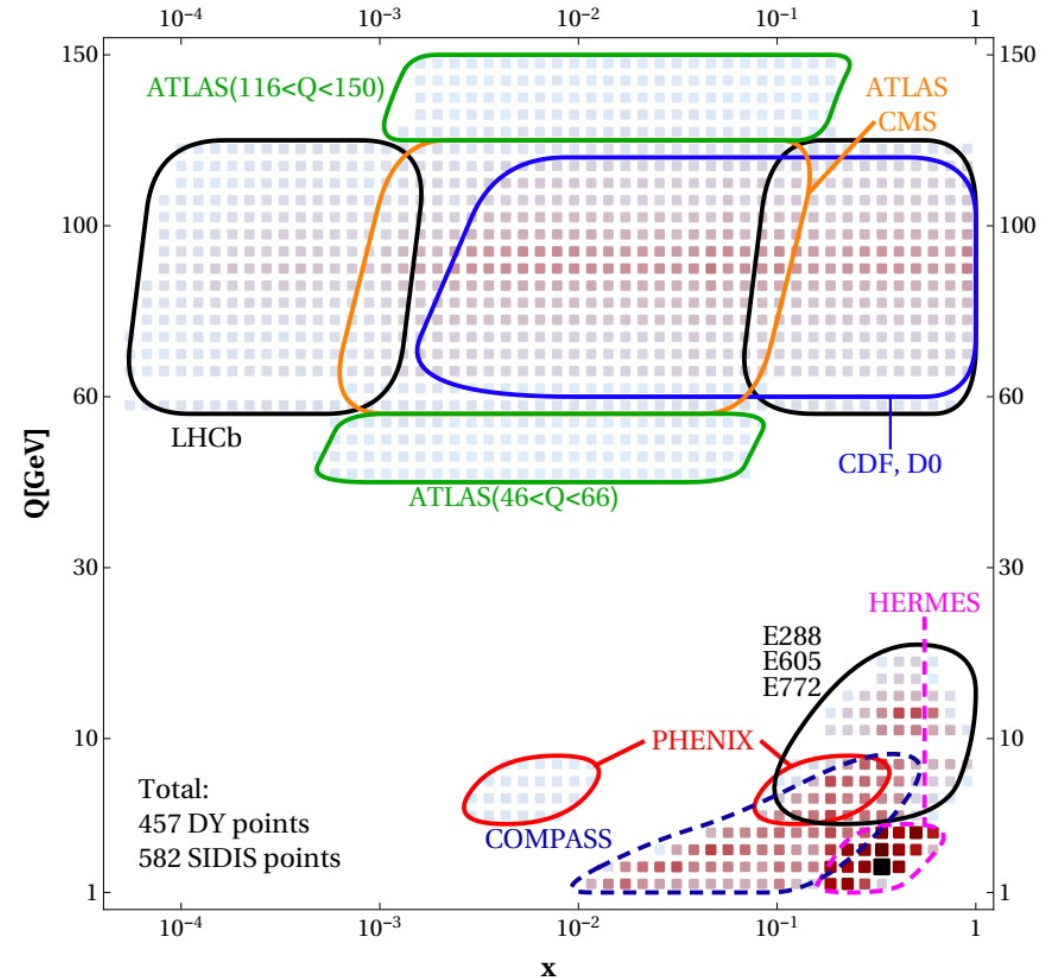 10⁻⁴ 10⁻³ 10⁻² 10⁻¹ 1
150 150
ATLAS(116<Q<150)
ATLAS
CMS
100 100
60 60
LHCb
CDF, D0
ATLAS(46<Q<66)
Q[GeV]
30 30
HERMES
E288
E605
E772
10 10
PHENIX
Total:
457 DY points
582 SIDIS points
COMPASS
1 1
10⁻⁴ 10⁻³ 10⁻² 10⁻¹ 1
x